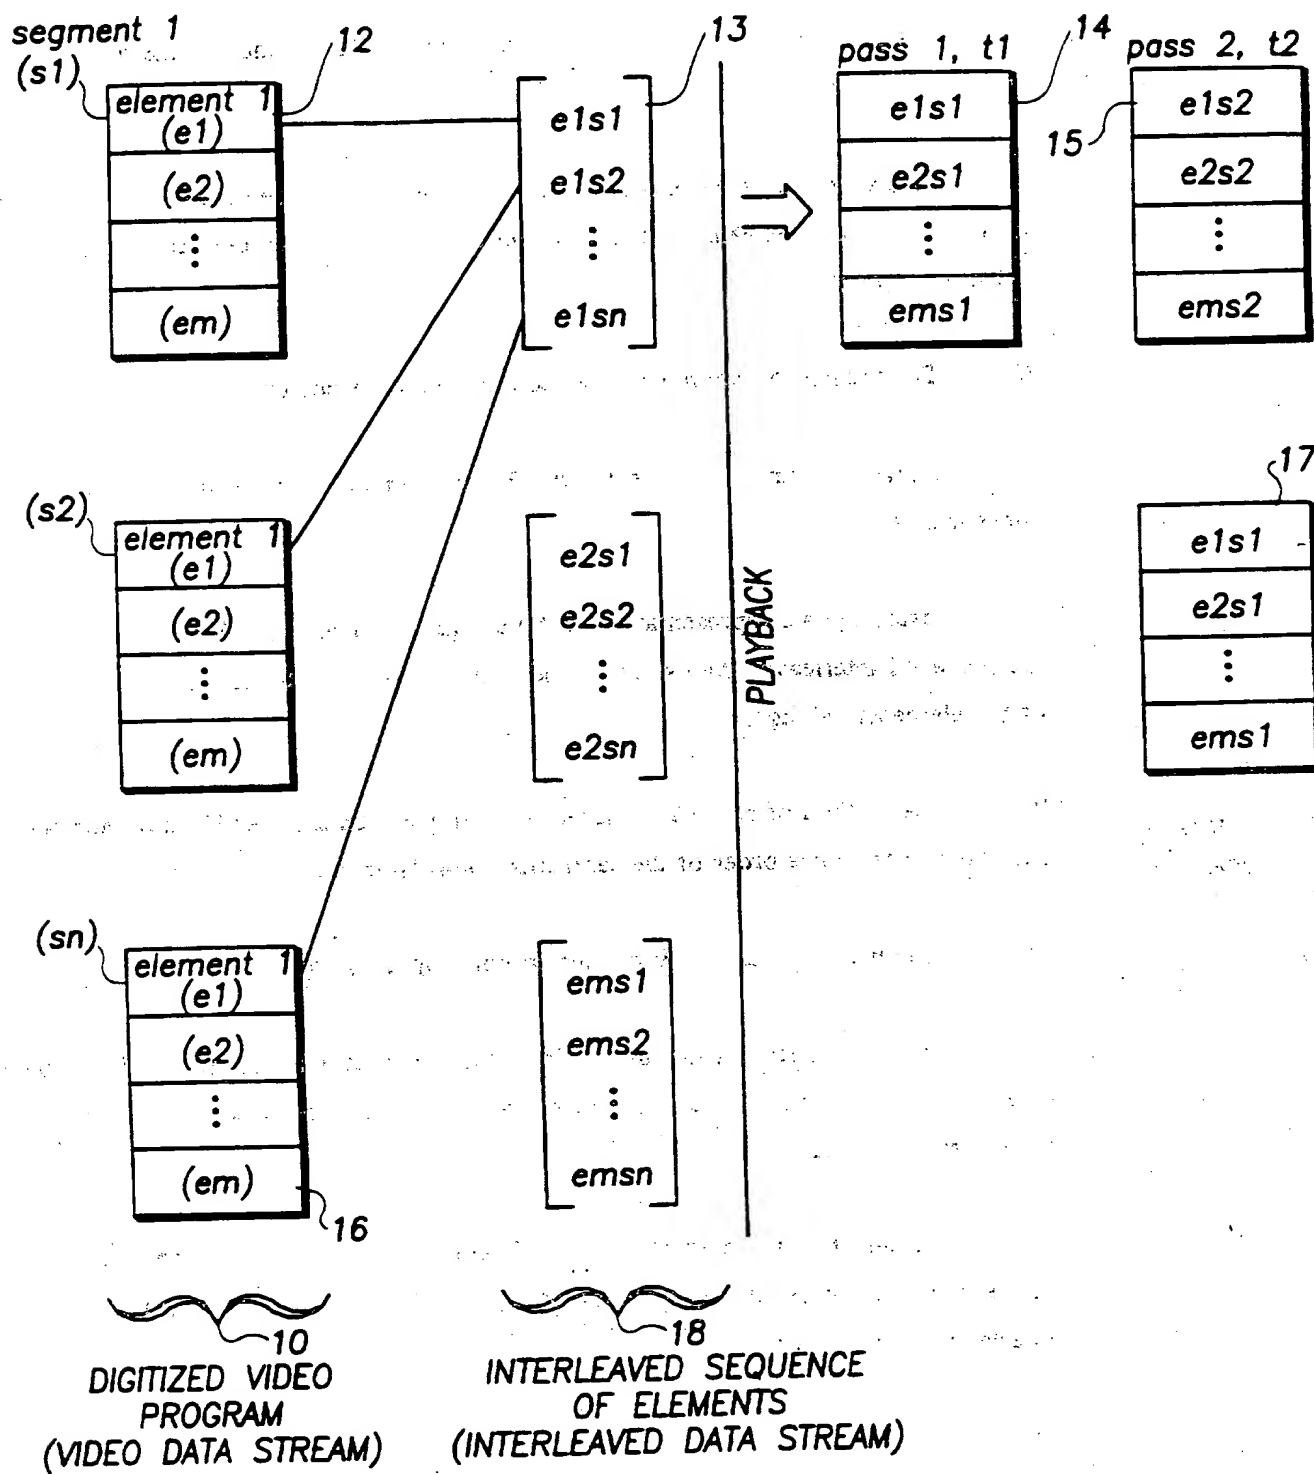 segment 1
(s1)
12
element 1
(e1)
(e2)
⋮
(em)
(s2)
element 1
(e1)
(e2)
⋮
(em)
(sn)
element 1
(e1)
(e2)
⋮
(em)
16
10
DIGITIZED VIDEO
PROGRAM
(VIDEO DATA STREAM)
13
e1s1
e1s2
⋮
e1sn
e2s1
e2s2
⋮
e2sn
ems1
ems2
⋮
emsn
18
INTERLEAVED SEQUENCE
OF ELEMENTS
(INTERLEAVED DATA STREAM)
PLAYBACK
pass 1, t1
14
e1s1
e2s1
⋮
ems1
pass 2, t2
15
e1s2
e2s2
⋮
ems2
17
e1s1
e2s1
⋮
ems1